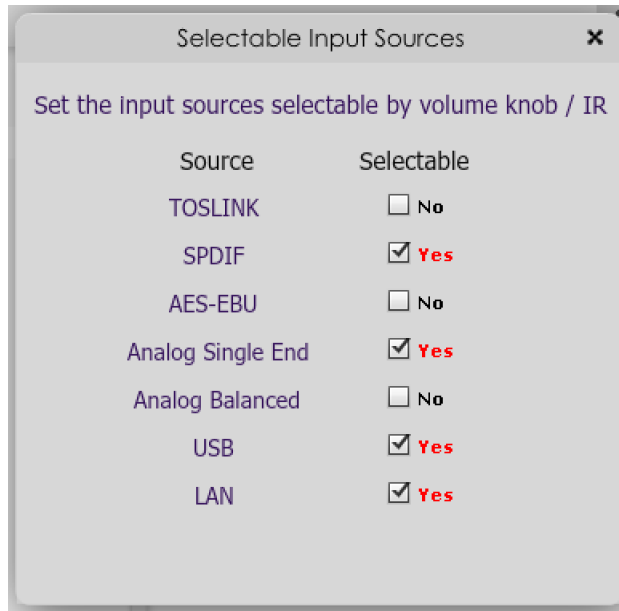 Selectable Input Sources
Set the input sources selectable by volume knob / IR
Source Selectable
TOSLINK No
SPDIF Yes
AES-EBU No
Analog Single End Yes
Analog Balanced No
USB Yes
LAN Yes